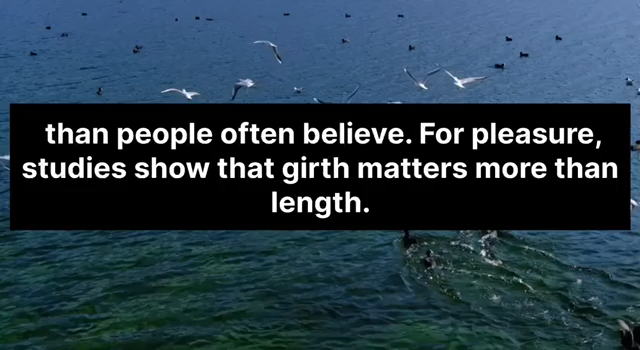 than people often believe. For pleasure,
studies show that girth matters more than
length.